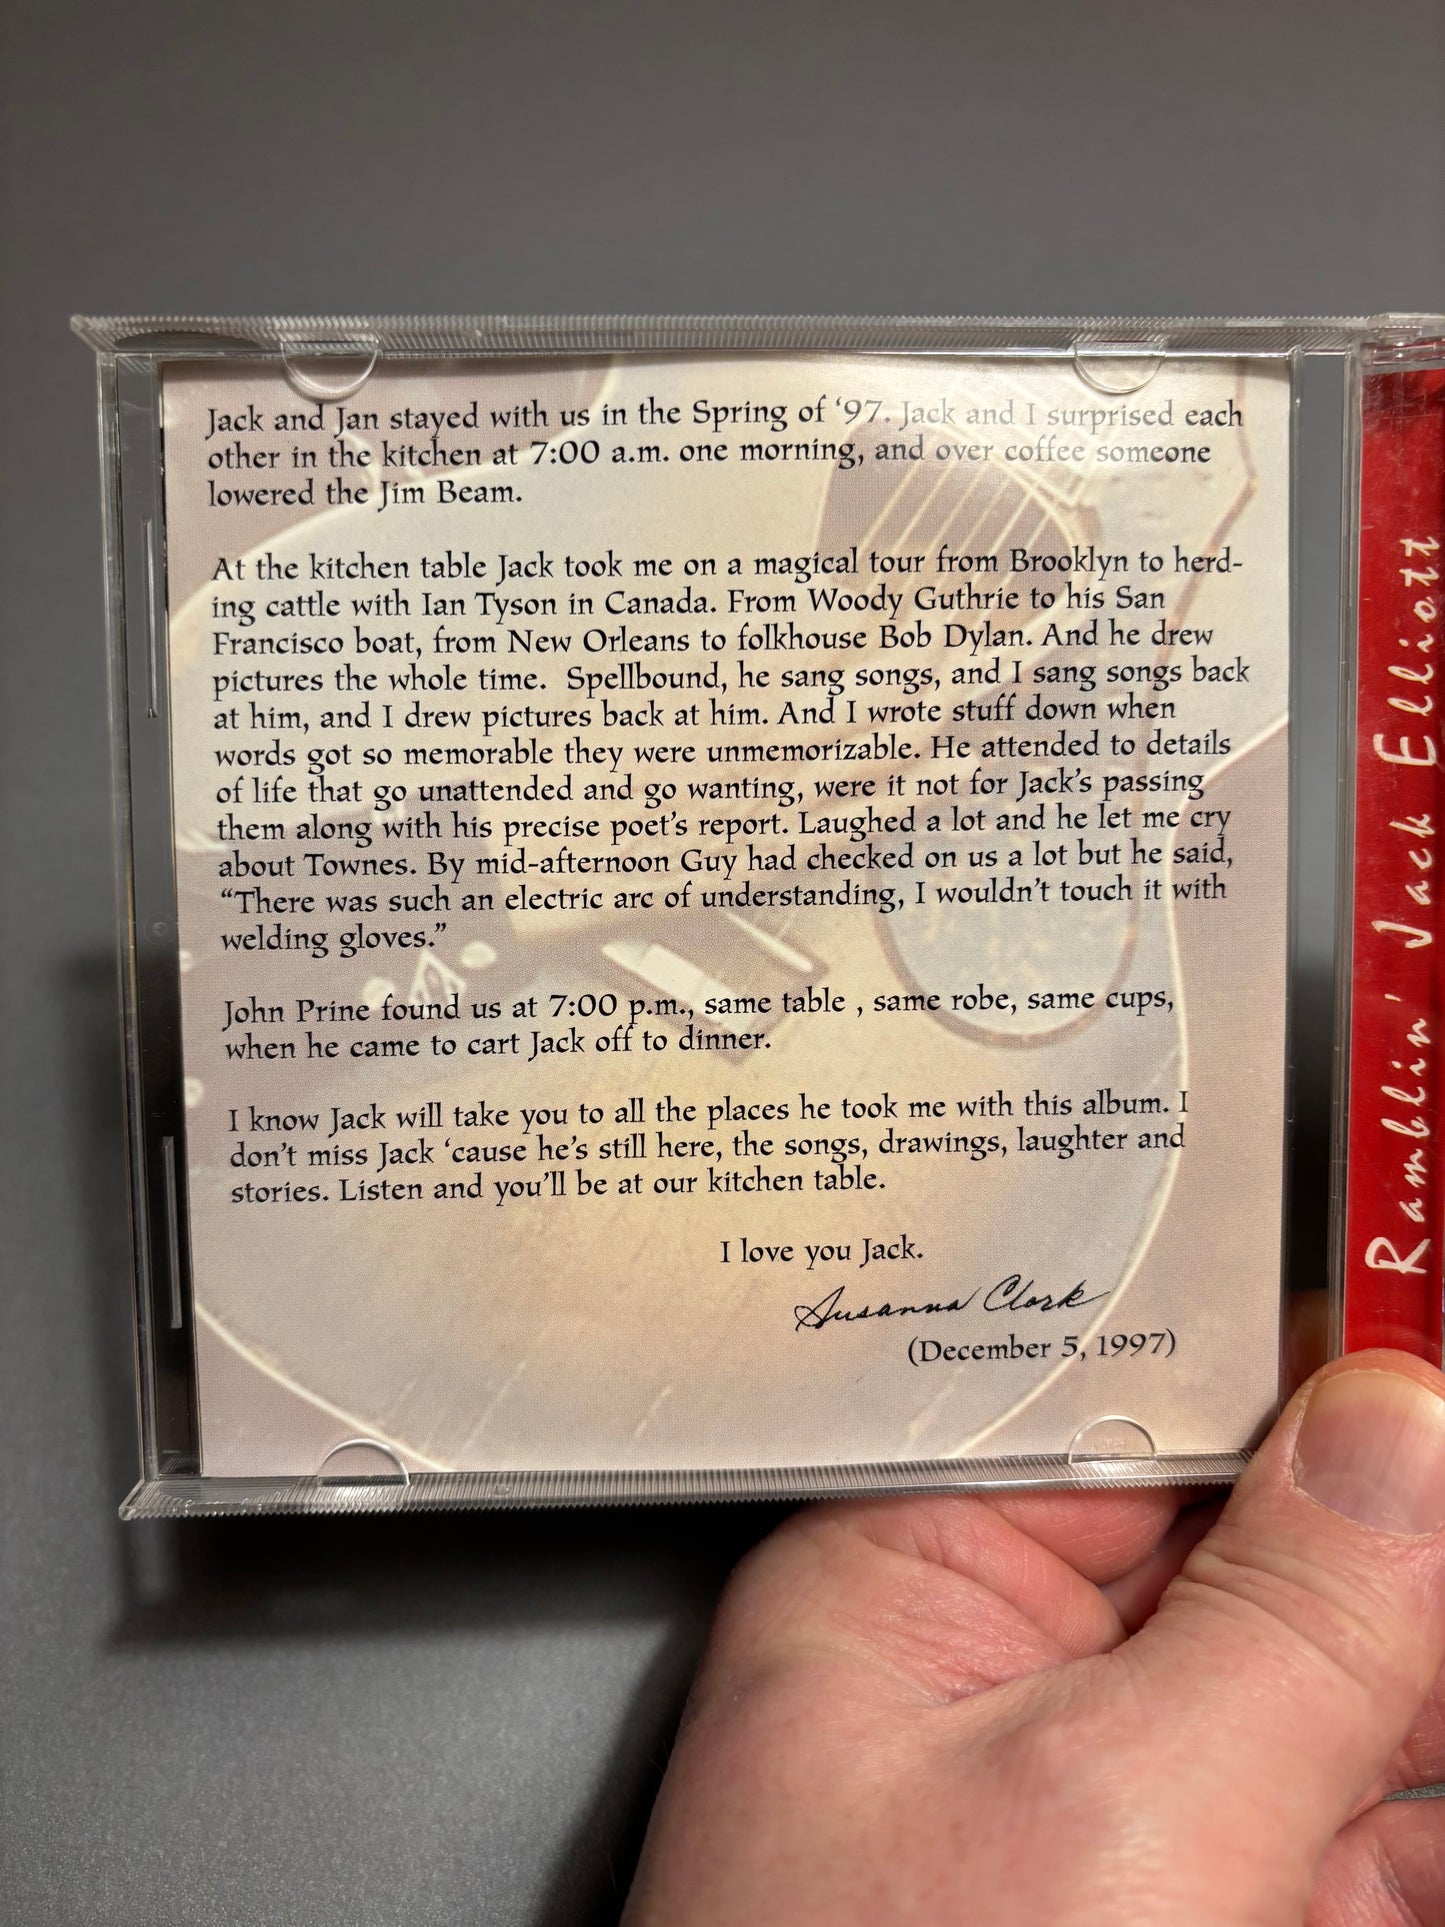 Jack and Jan stayed with us in the Spring of ‘97. Jack and I surprised each
other in the kitchen at 7:00 a.m. one morning, and over coffee someone
lowered the Jim Beam.
At the kitchen table Jack took me on a magical tour from Brooklyn to herd-
ing cattle with Ian Tyson in Canada. From Woody Guthrie to his San
Francisco boat, from New Orleans to folkhouse Bob Dylan. And he drew
pictures the whole time.  Spellbound, he sang songs, and I sang songs back
at him, and I drew pictures back at him. And I wrote stuff down when
words got so memorable they were unmemorizable. He attended to details
of life that go unattended and go wanting, were it not for Jack’s passing
them along with his precise poet’s report. Laughed a lot and he let me cry
about Townes. By mid-afternoon Guy had checked on us a lot but he said,
“There was such an electric arc of understanding, I wouldn’t touch it with
welding gloves.”
John Prine found us at 7:00 p.m., same table , same robe, same cups,
when he came to cart Jack off to dinner.
I know Jack will take you to all the places he took me with this album. I
don’t miss Jack ‘cause he’s still here, the songs, drawings, laughter and
stories. Listen and you’ll be at our kitchen table.
I love you Jack.
Susanna Clark
(December 5, 1997)
Ramblin' Jack Elliott